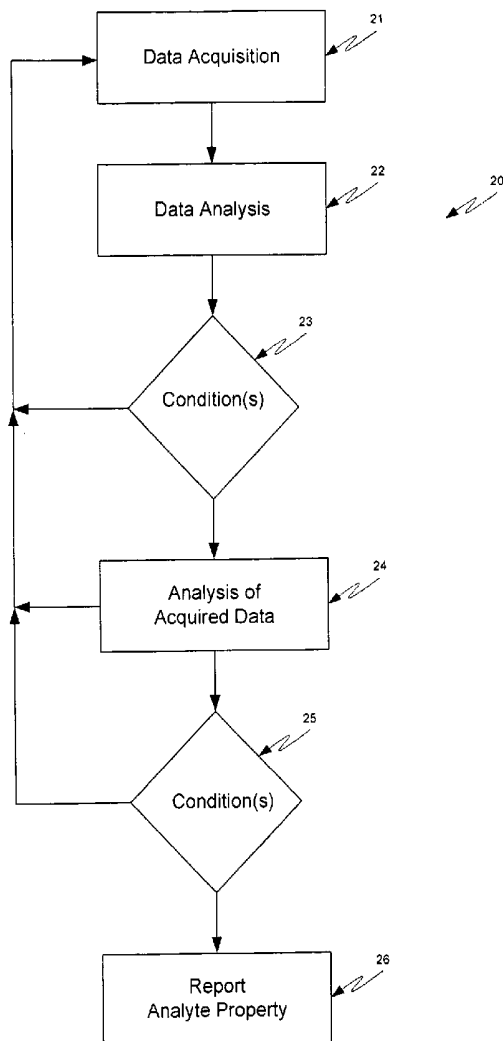 21
Data Acquisition
22
Data Analysis
20
23
Condition(s)
24
Analysis of
Acquired Data
25
Condition(s)
26
Report
Analyte Property